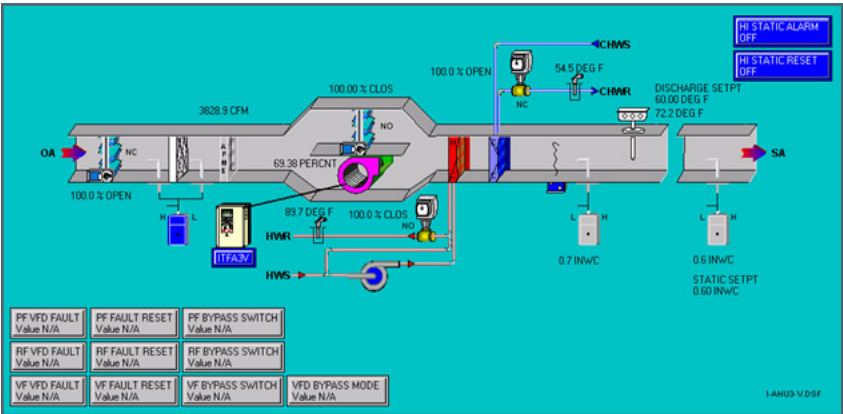 HI STATIC ALARM
OFF
HI STATIC RESET
OFF
CHWS
100.0 % OPEN
54.5 DEG F
CHWR
NC
100.00 % CLOS
DISCHARGE SETPT
60.00 DEG F
72.2 DEG F
3828.9 CFM
NO
OA
NC
AFMS
H
C
SA
69.38 PERCNT
100.0 % OPEN
H
L
89.7 DEG F
100.0 % CLOS
NO
L
H
L
H
HWR
ITFA3V
0.7 INWC
0.6 INWC
HWS
STATIC SETPT
0.60 INWC
PF VFD FAULT
Value N/A
PF FAULT RESET
Value N/A
PF BYPASS SWITCH
Value N/A
RF VFD FAULT
Value N/A
RF FAULT RESET
Value N/A
RF BYPASS SWITCH
Value N/A
VF VFD FAULT
Value N/A
VF FAULT RESET
Value N/A
VF BYPASS SWITCH
Value N/A
VFD BYPASS MODE
Value N/A
I-AHU3-V.DSF